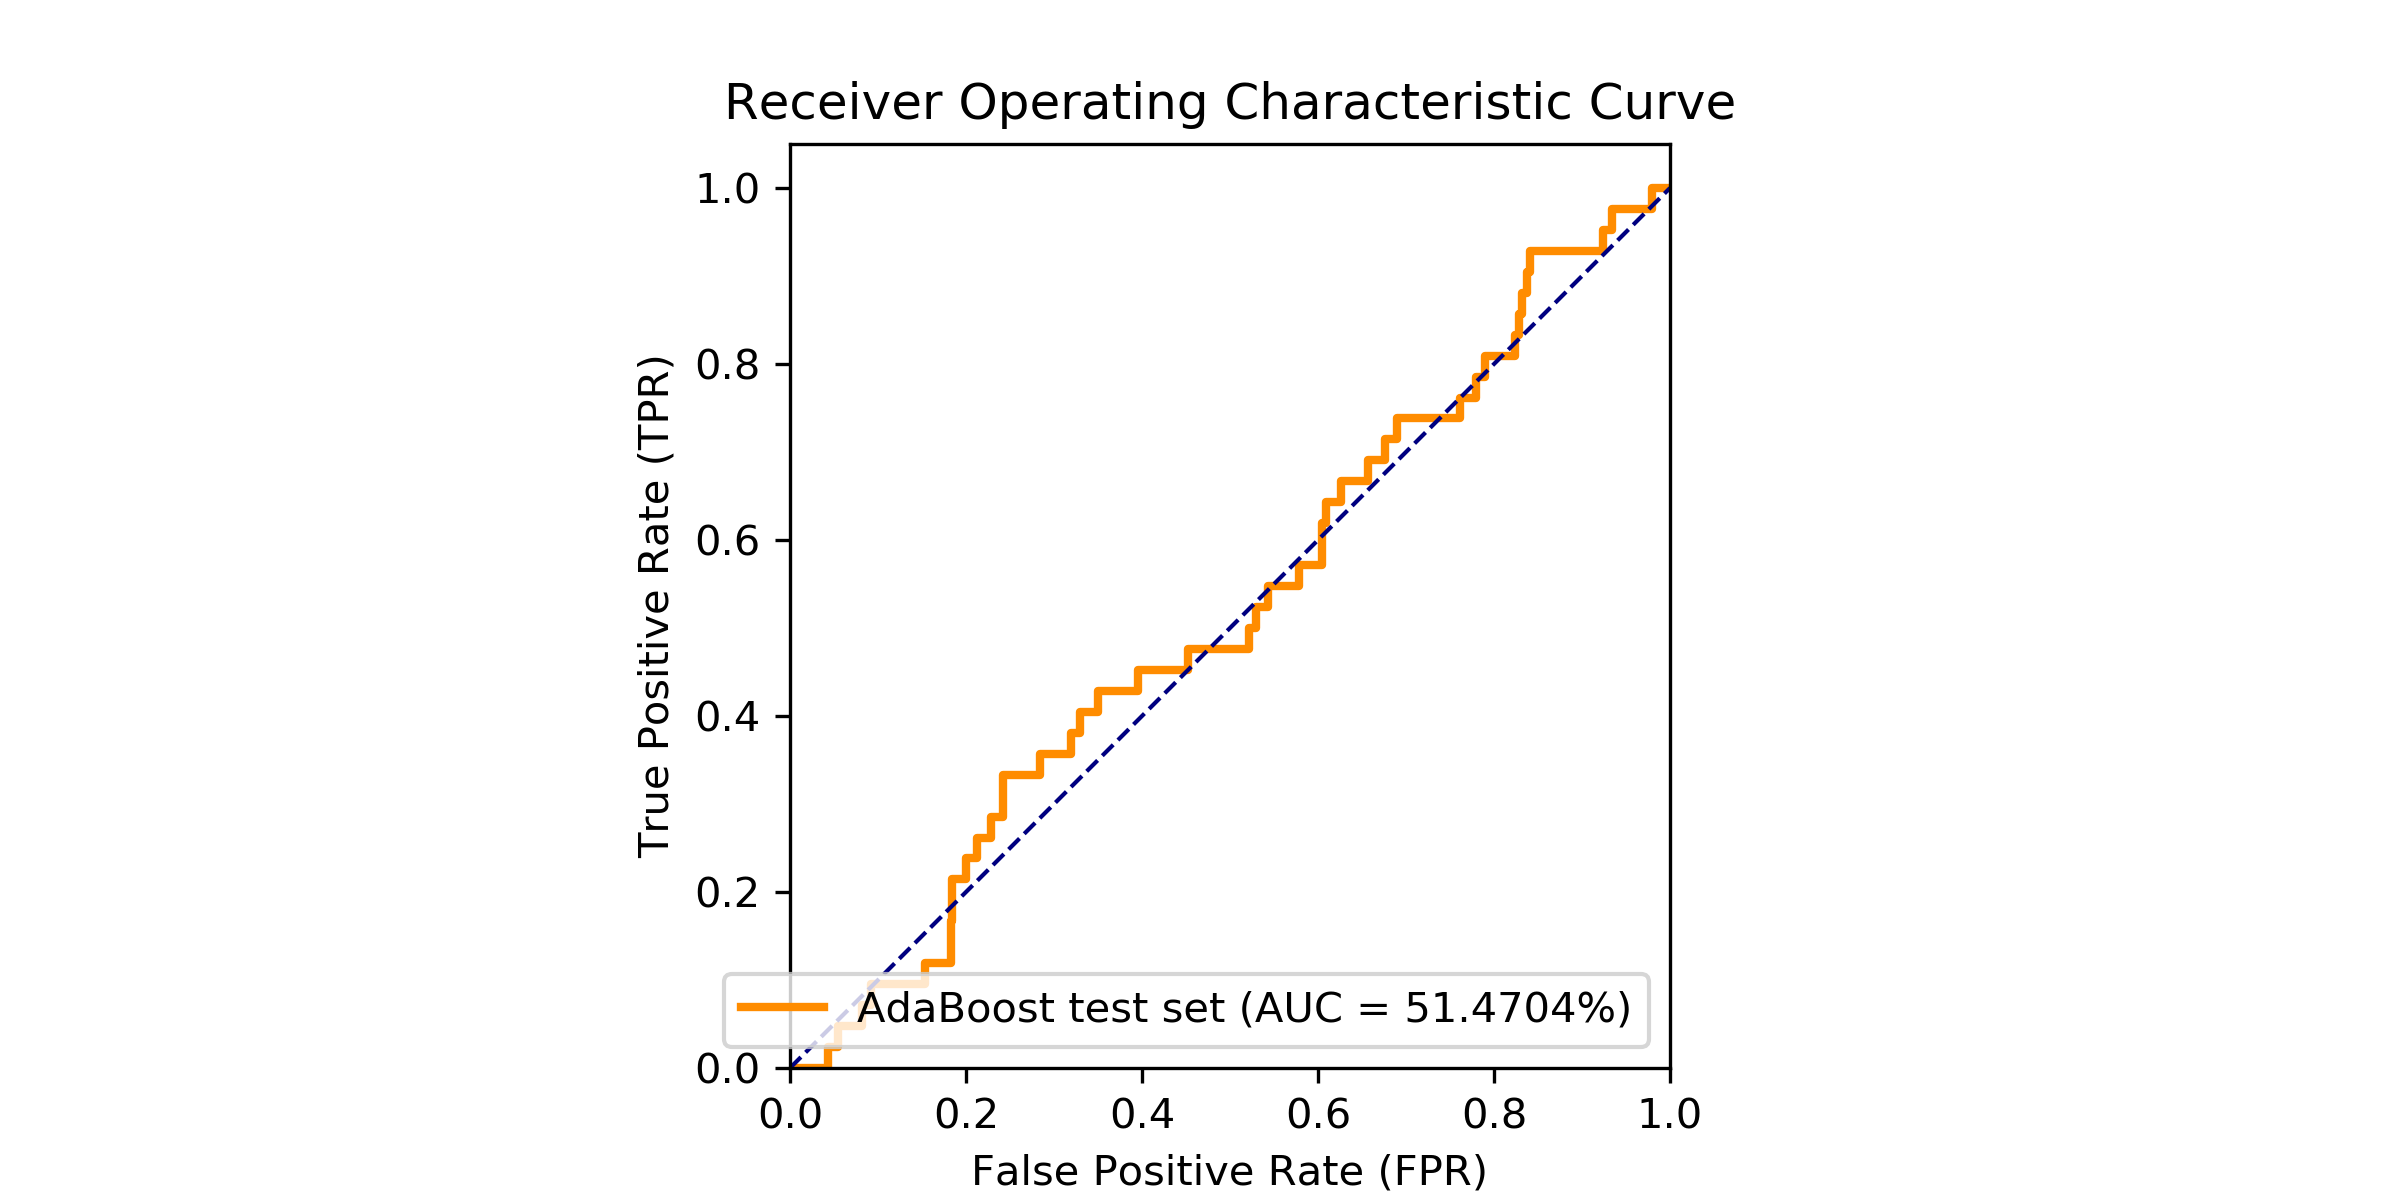 Receiver Operating Characteristic Curve
True Positive Rate (TPR)
1.0
0.8
0.6
0.4
0.2
0.0
AdaBoost test set (AUC = 51.4704%)
0.0 0.2 0.4 0.6 0.8 1.0
False Positive Rate (FPR)